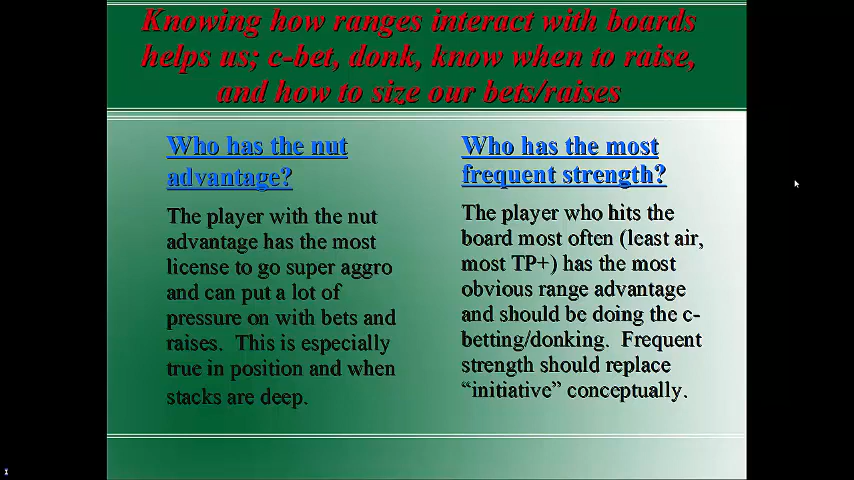 Knowing how ranges interact with boards
helps us; c-bet, donk, know when to raise,
and how to size our bets/raises
Who has the nut
advantage?
The player with the nut
advantage has the most
license to go super aggro
and can put a lot of
pressure on with bets and
raises. This is especially
true in position and when
stacks are deep.
Who has the most
frequent strength?
The player who hits the
board most often (least air,
most TP+) has the most
obvious range advantage
and should be doing the c-
betting/donking. Frequent
strength should replace
“initiative” conceptually.